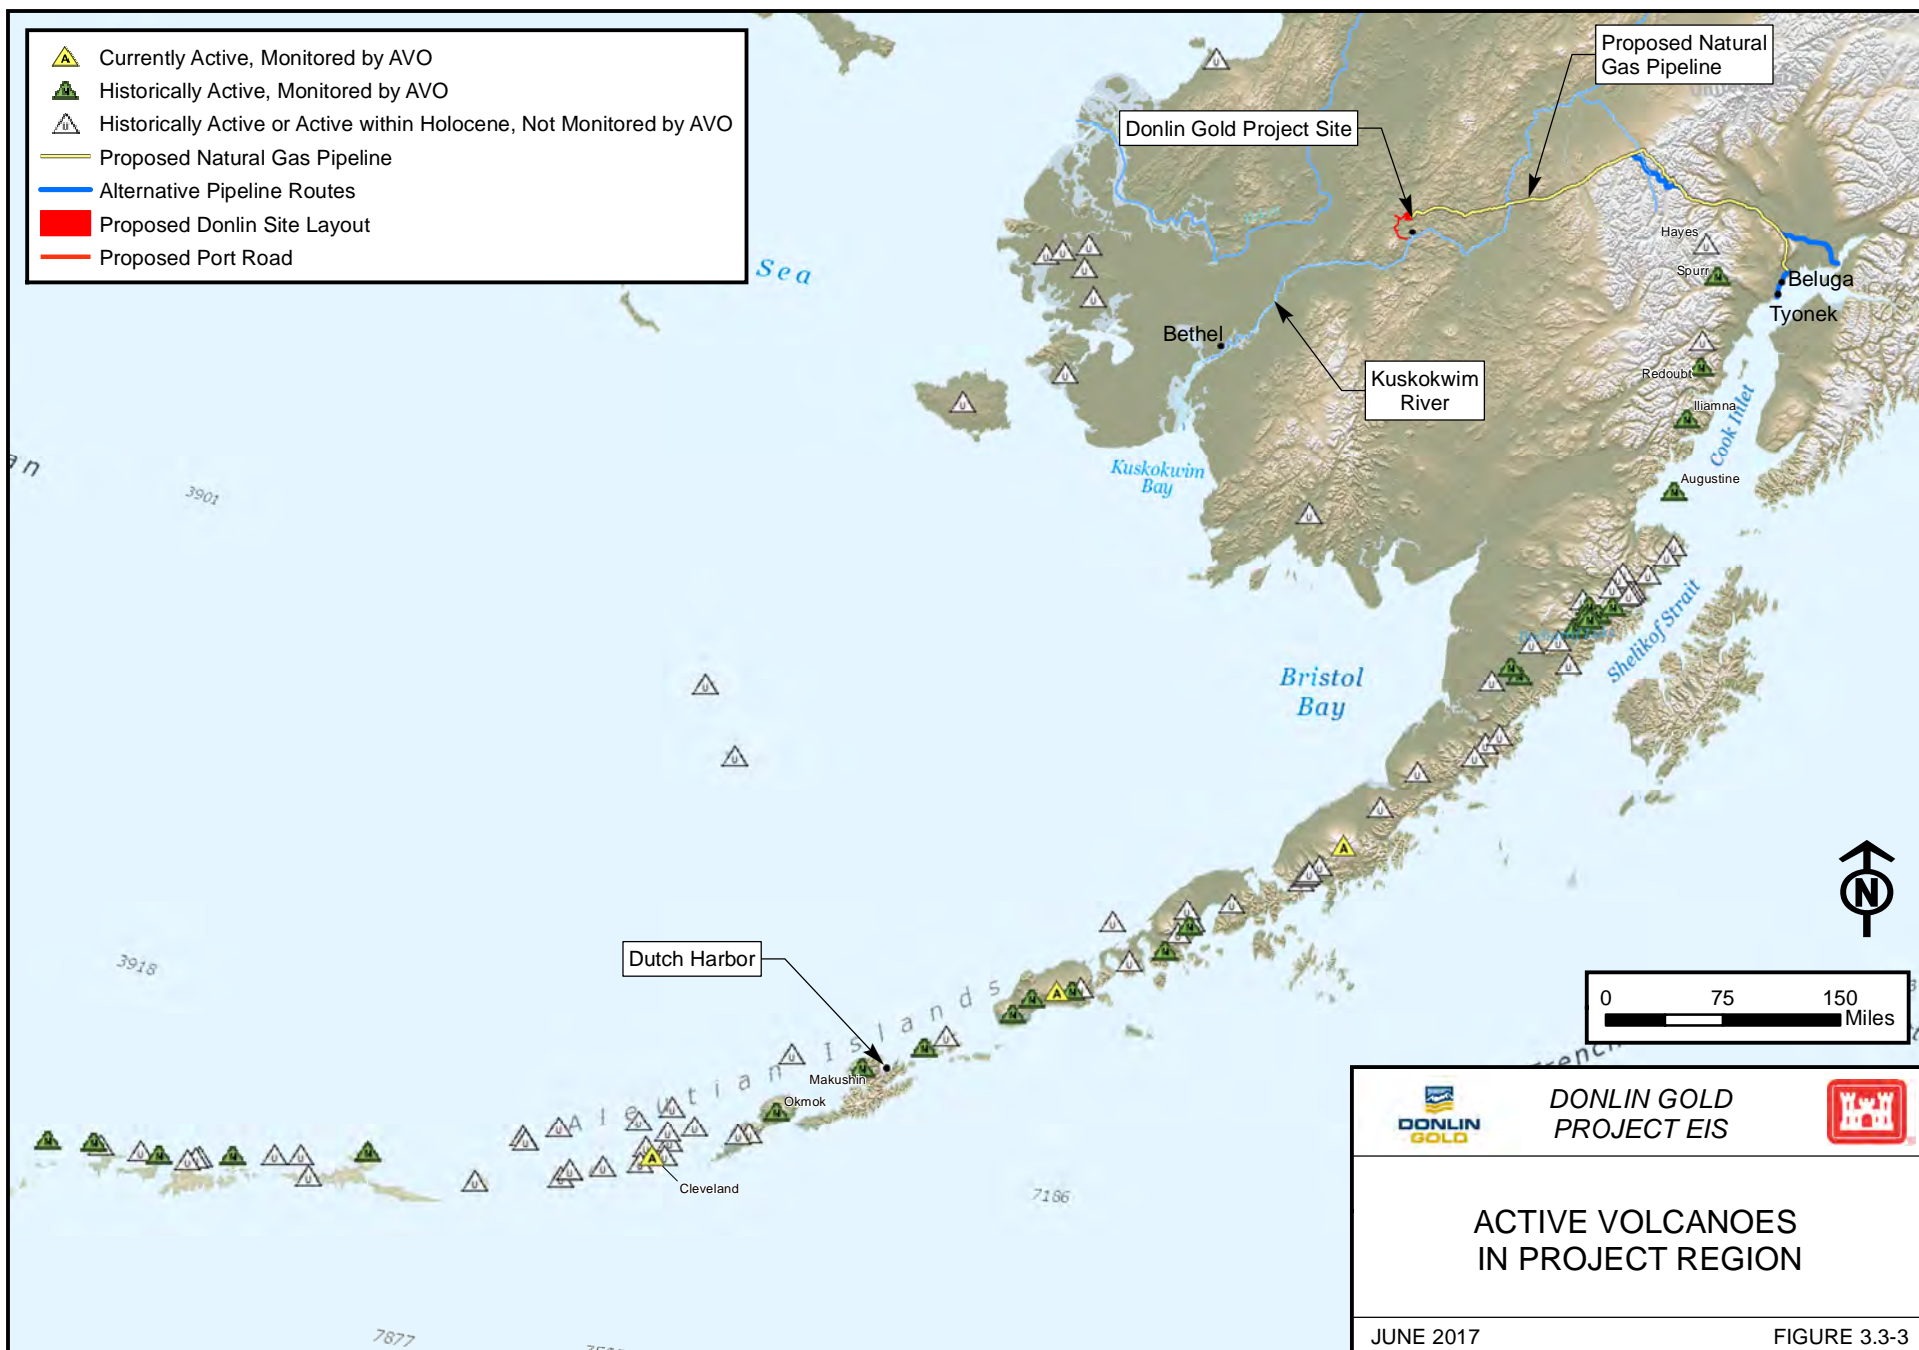 Currently Active, Monitored by AVO
Historically Active, Monitored by AVO
Historically Active or Active within Holocene, Not Monitored by AVO
Proposed Natural Gas Pipeline
Alternative Pipeline Routes
Proposed Donlin Site Layout
Proposed Port Road
Proposed Natural
Gas Pipeline
Donlin Gold Project Site
Sea
Hayes
Spurr
Beluga
Tyonek
Bethel
Kuskokwim
River
Redoubt
Iliamna
Cook Inlet
Augustine
Kuskokwim
Bay
an
3901
Shelikof Strait
Bristol
Bay
N
3918
Dutch Harbor
Aleutian Islands
Makushin
Okmok
Cleveland
7186
7877
0 75 150
Miles
DONLIN
GOLD
DONLIN GOLD
PROJECT EIS
ACTIVE VOLCANOES
IN PROJECT REGION
JUNE 2017
FIGURE 3.3-3